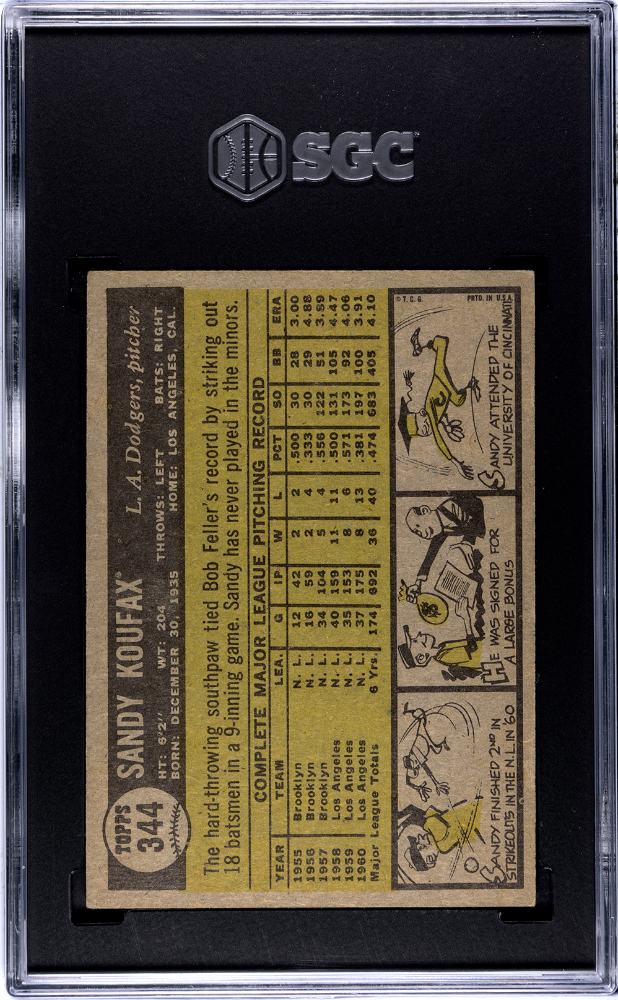 SGC
TOPPS
344
SANDY KOUFAX
L. A. Dodgers, pitcher
HT: 6'2" WT: 204 THROWS: LEFT BATS: RIGHT
BORN: DECEMBER 30, 1935 HOME: LOS ANGELES, CAL.
The hard-throwing southpaw tied Bob Feller's record by striking out
18 batsmen in a 9-inning game. Sandy has never played in the minors.
COMPLETE MAJOR LEAGUE PITCHING RECORD
YEAR TEAM LEA. G IP W L PCT SO BB ERA
1955 Brooklyn N. L. 12 42 2 2 .500 30 28 3.00
1956 Brooklyn N. L. 16 59 2 4 .333 30 29 4.88
1957 Brooklyn N. L. 34 104 5 4 .556 122 51 3.89
1958 Los Angeles N. L. 40 159 11 11 .500 131 105 4.47
1959 Los Angeles N. L. 35 153 8 6 .571 173 92 4.06
1960 Los Angeles N. L. 37 175 8 13 .381 197 100 3.91
Major League Totals 6 Yrs. 174 692 36 40 .474 683 405 4.10
SANDY FINISHED 2ND IN
STRIKEOUTS IN THE N.L. IN '60
$
HE WAS SIGNED FOR
A LARGE BONUS
© T. C. G. PRTD. IN U.S.A.
C
SANDY ATTENDED THE
UNIVERSITY OF CINCINNATI